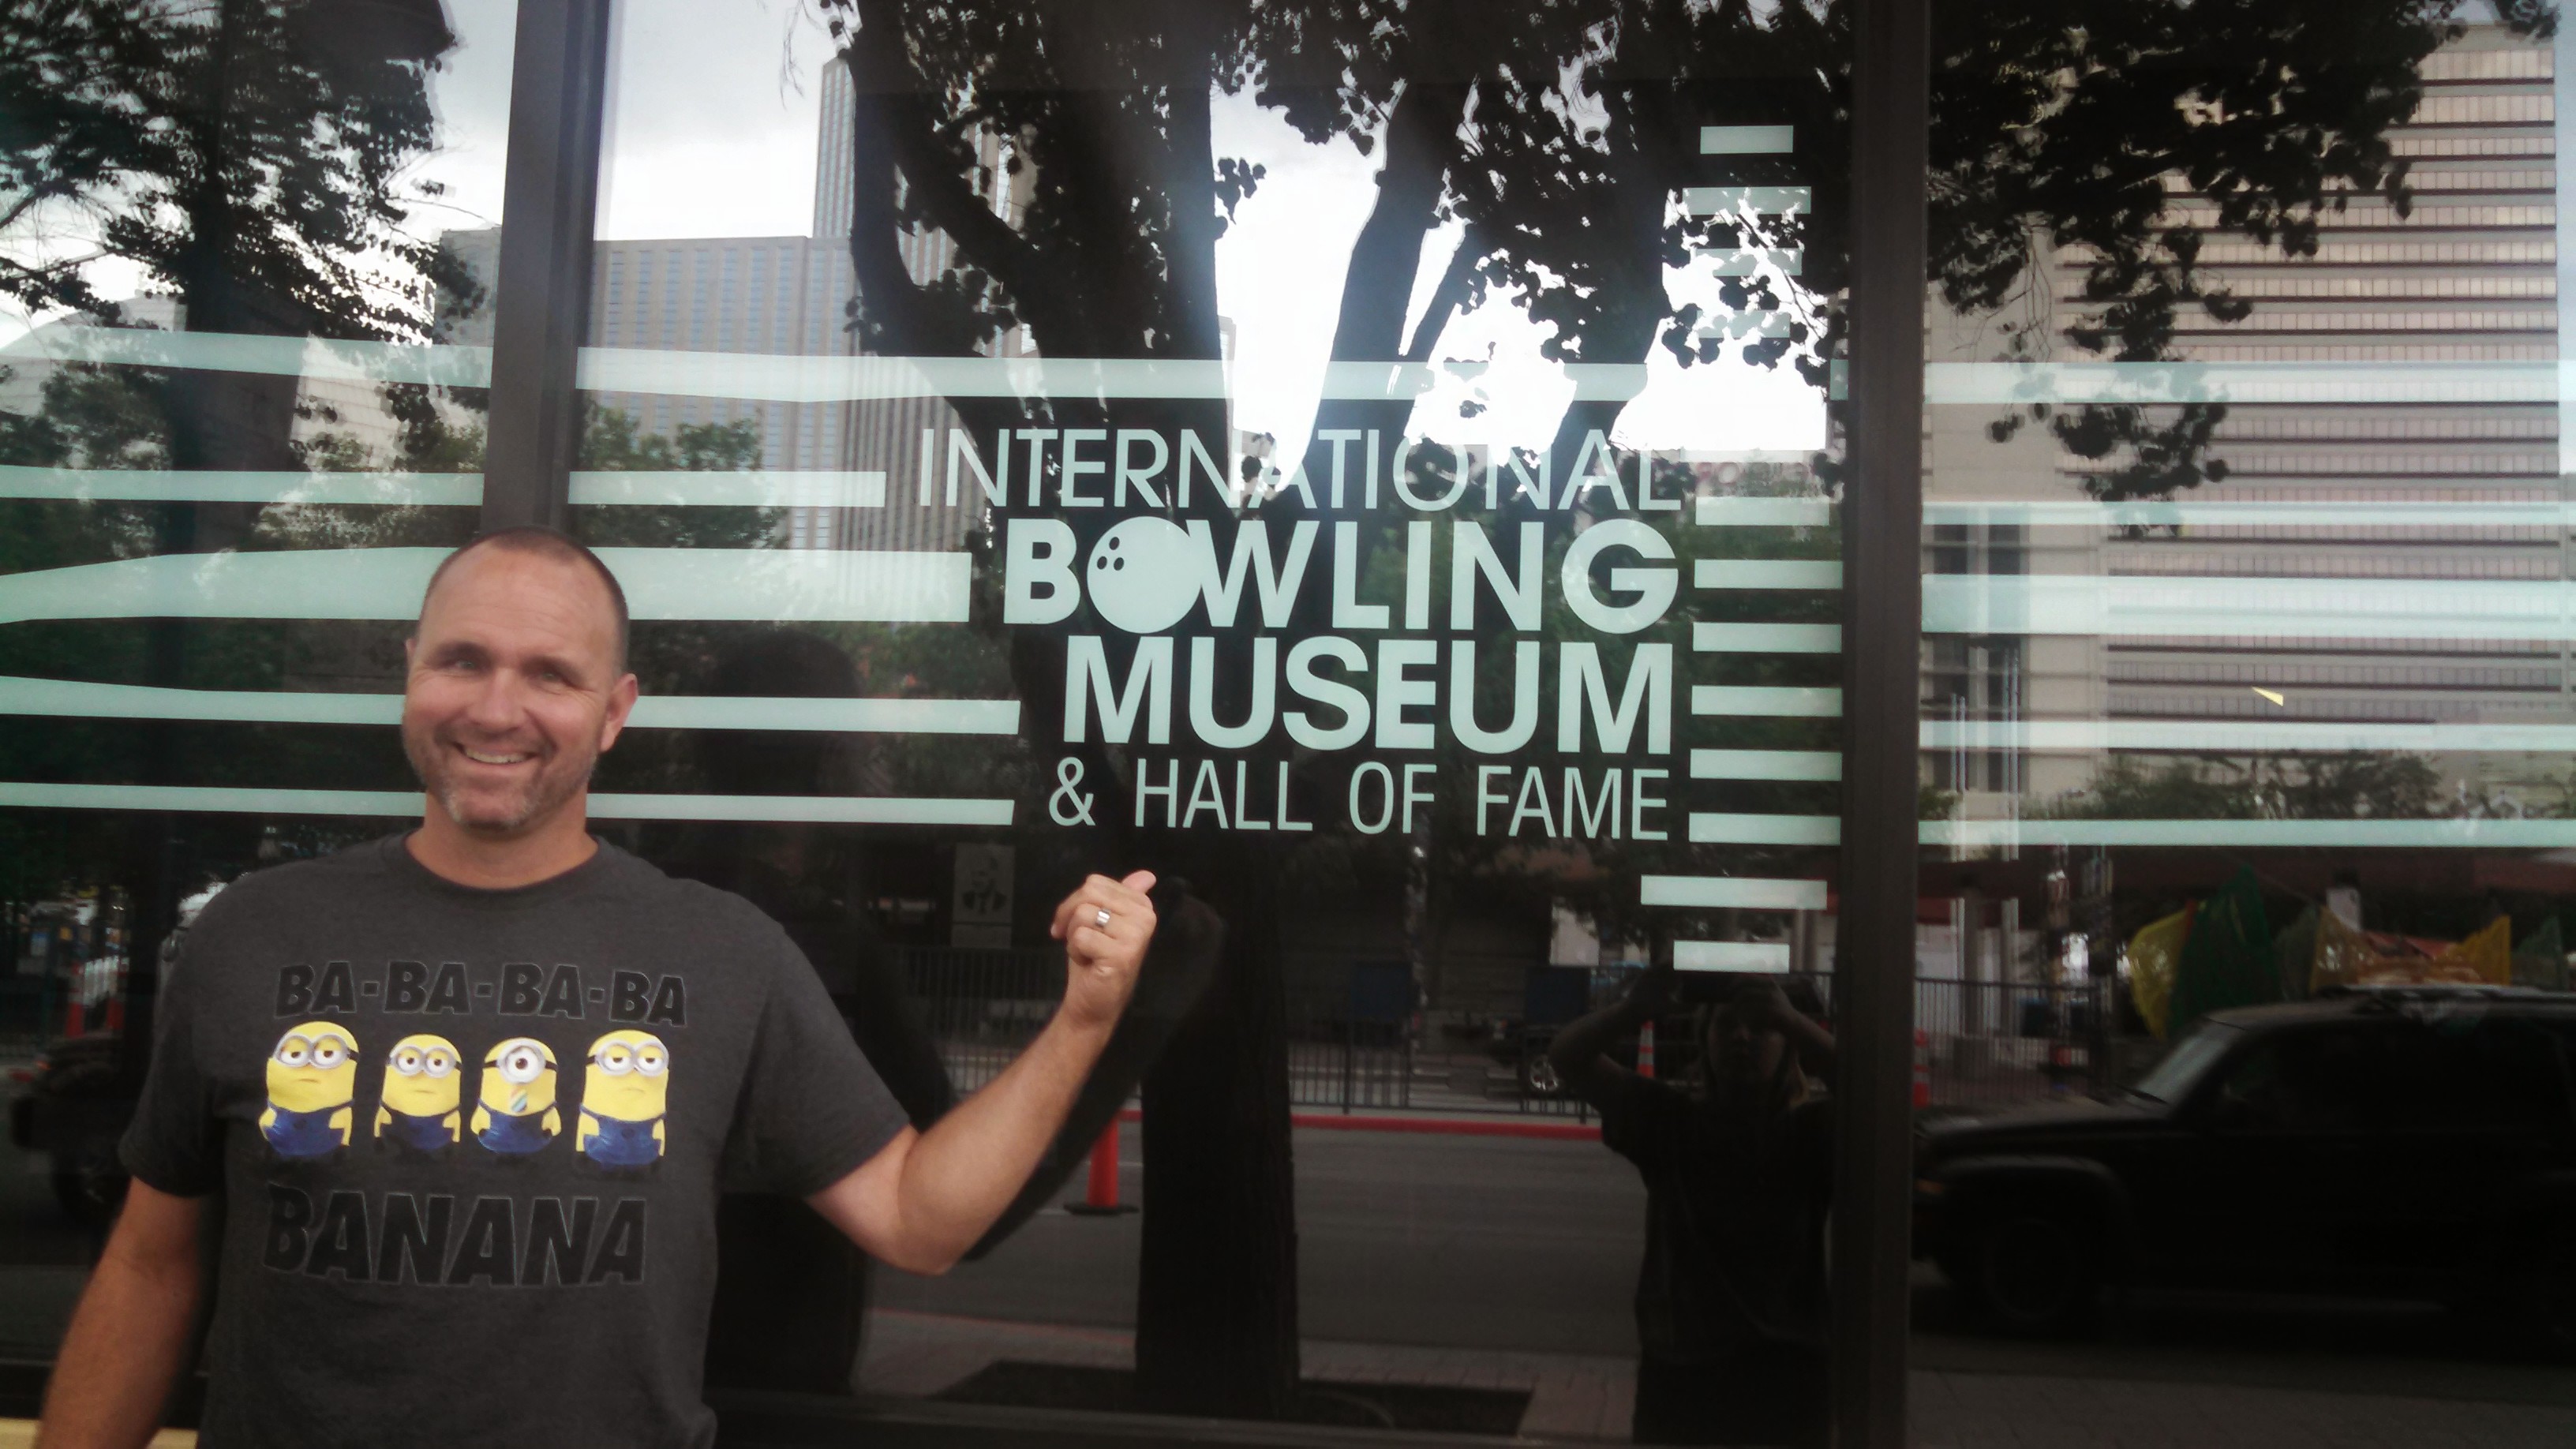 INTERNATIONAL
BOWLING
MUSEUM
& HALL OF FAME
BA-BA-BA-BA
BANANA